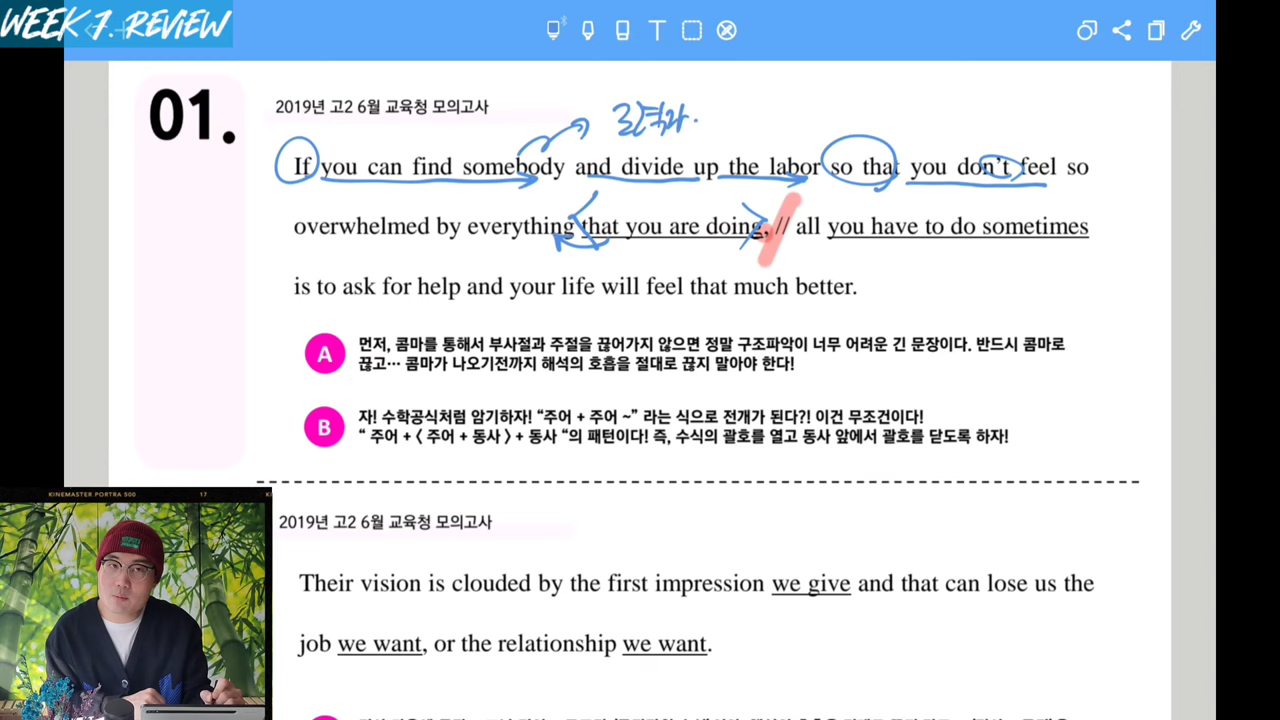 WEEK 7. REVIEW
T
01.
2019년 고2 6월 교육청 모의고사
If you can find somebody and divide up the labor so that you don't feel so
overwhelmed by everything that you are doing, // all you have to do sometimes
is to ask for help and your life will feel that much better.
A
먼저, 콤마를 통해서 부사절과 주절을 끊어가지 않으면 정말 구조파악이 너무 어려운 긴 문장이다. 반드시 콤마로
끊고… 콤마가 나오기전까지 해석의 호흡을 절대로 끊지 말아야 한다!
B
자! 수학공식처럼 암기하자! “주어 + 주어 ~” 라는 식으로 전개가 된다?! 이건 무조건이다!
“ 주어 + < 주어 + 동사 > + 동사 “의 패턴이다! 즉, 수식의 괄호를 열고 동사 앞에서 괄호를 닫도록 하자!
KINEMASTER PORTRA 500 17 KI
2019년 고2 6월 교육청 모의고사
Their vision is clouded by the first impression we give and that can lose us the
job we want, or the relationship we want.